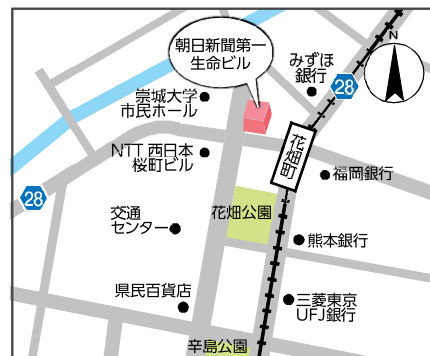 朝日新聞第一
生命ビル
みずほ
銀行
N
28
崇城大学
市民ホール
花畑町
NTT 西日本
桜町ビル
福岡銀行
28
交通
センター
花畑公園
熊本銀行
県民百貨店
三菱東京
UFJ銀行
辛島公園